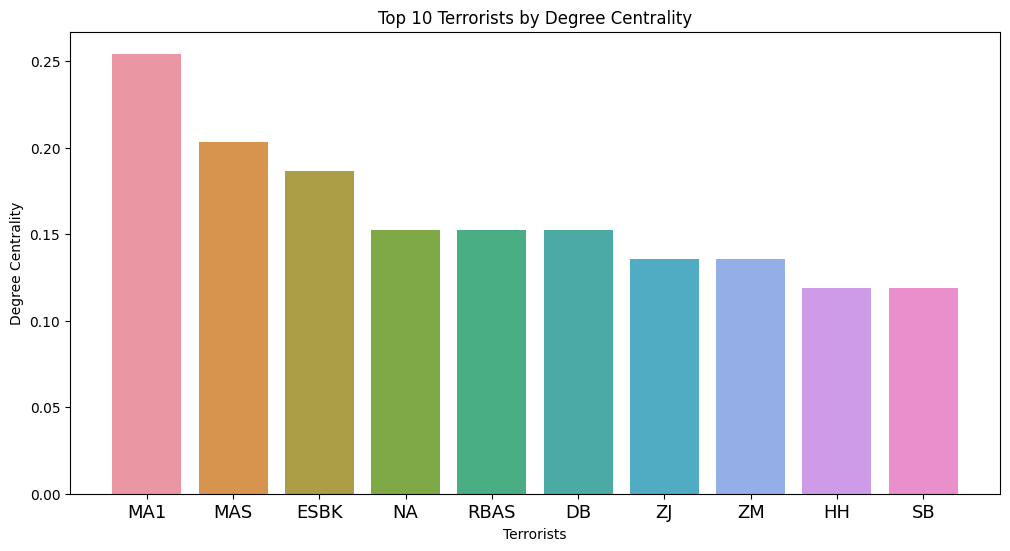 Top 10 Terrorists by Degree Centrality
0.25
0.20
0.15
0.10
0.05
0.00
Degree Centrality
MA1 MAS ESBK NA RBAS DB ZJ ZM HH SB
Terrorists